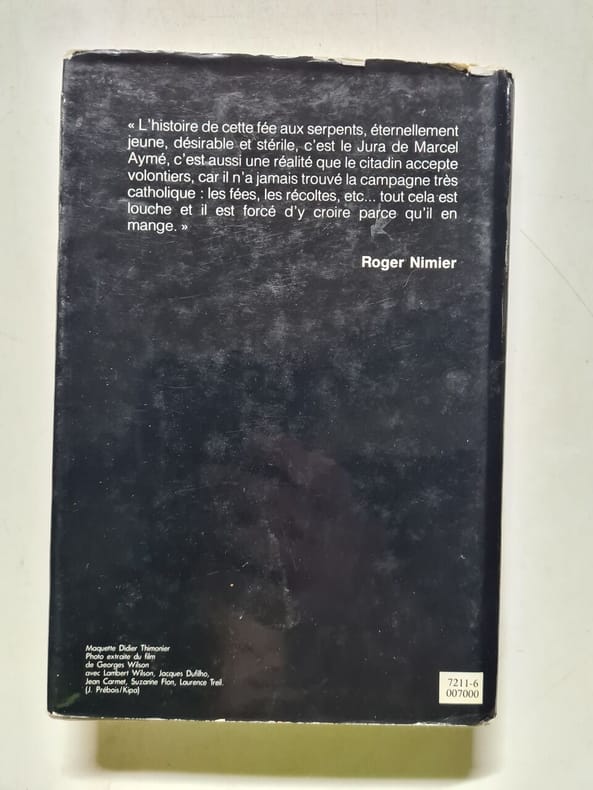 « L'histoire de cette fée aux serpents, éternellement
jeune, désirable et stérile, c'est le Jura de Marcel
Aymé, c'est aussi une réalité que le citadin accepte
volontiers, car il n'a jamais trouvé la campagne très
catholique : les fées, les récoltes, etc... tout cela est
louche et il est forcé d'y croire parce qu'il en
mange. »
Roger Nimier
Maquette Didier Thimonier
Photo extraite du film
de Georges Wilson
avec Lambert Wilson, Jacques Dufilho,
Jean Carmet, Suzanne Flon, Laurence Treil.
(J. Prébois/Kipa)
7211-6
007000